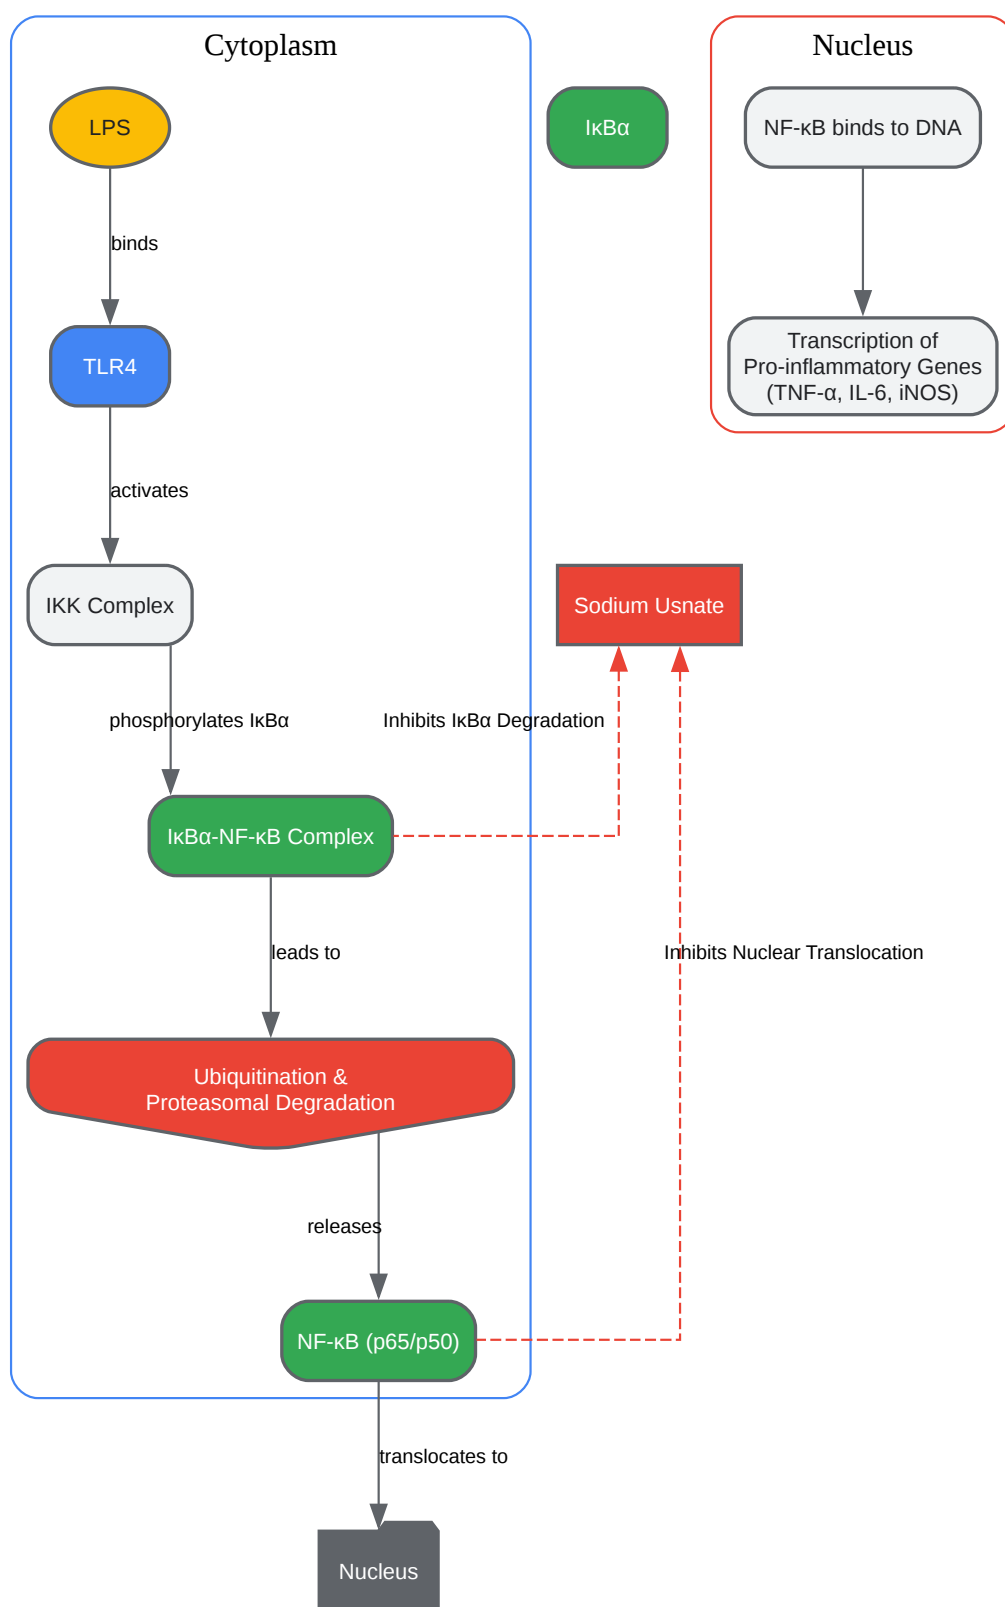 Cytoplasm
Nucleus
LPS
IκBα
NF-κB binds to DNA
binds
TLR4
Transcription of
Pro-inflammatory Genes
(TNF-α, IL-6, iNOS)
activates
IKK Complex
Sodium Usnate
phosphorylates IκBα
Inhibits IκBα Degradation
IκBα-NF-κB Complex
leads to
Inhibits Nuclear Translocation
Ubiquitination &
Proteasomal Degradation
releases
NF-κB (p65/p50)
translocates to
Nucleus